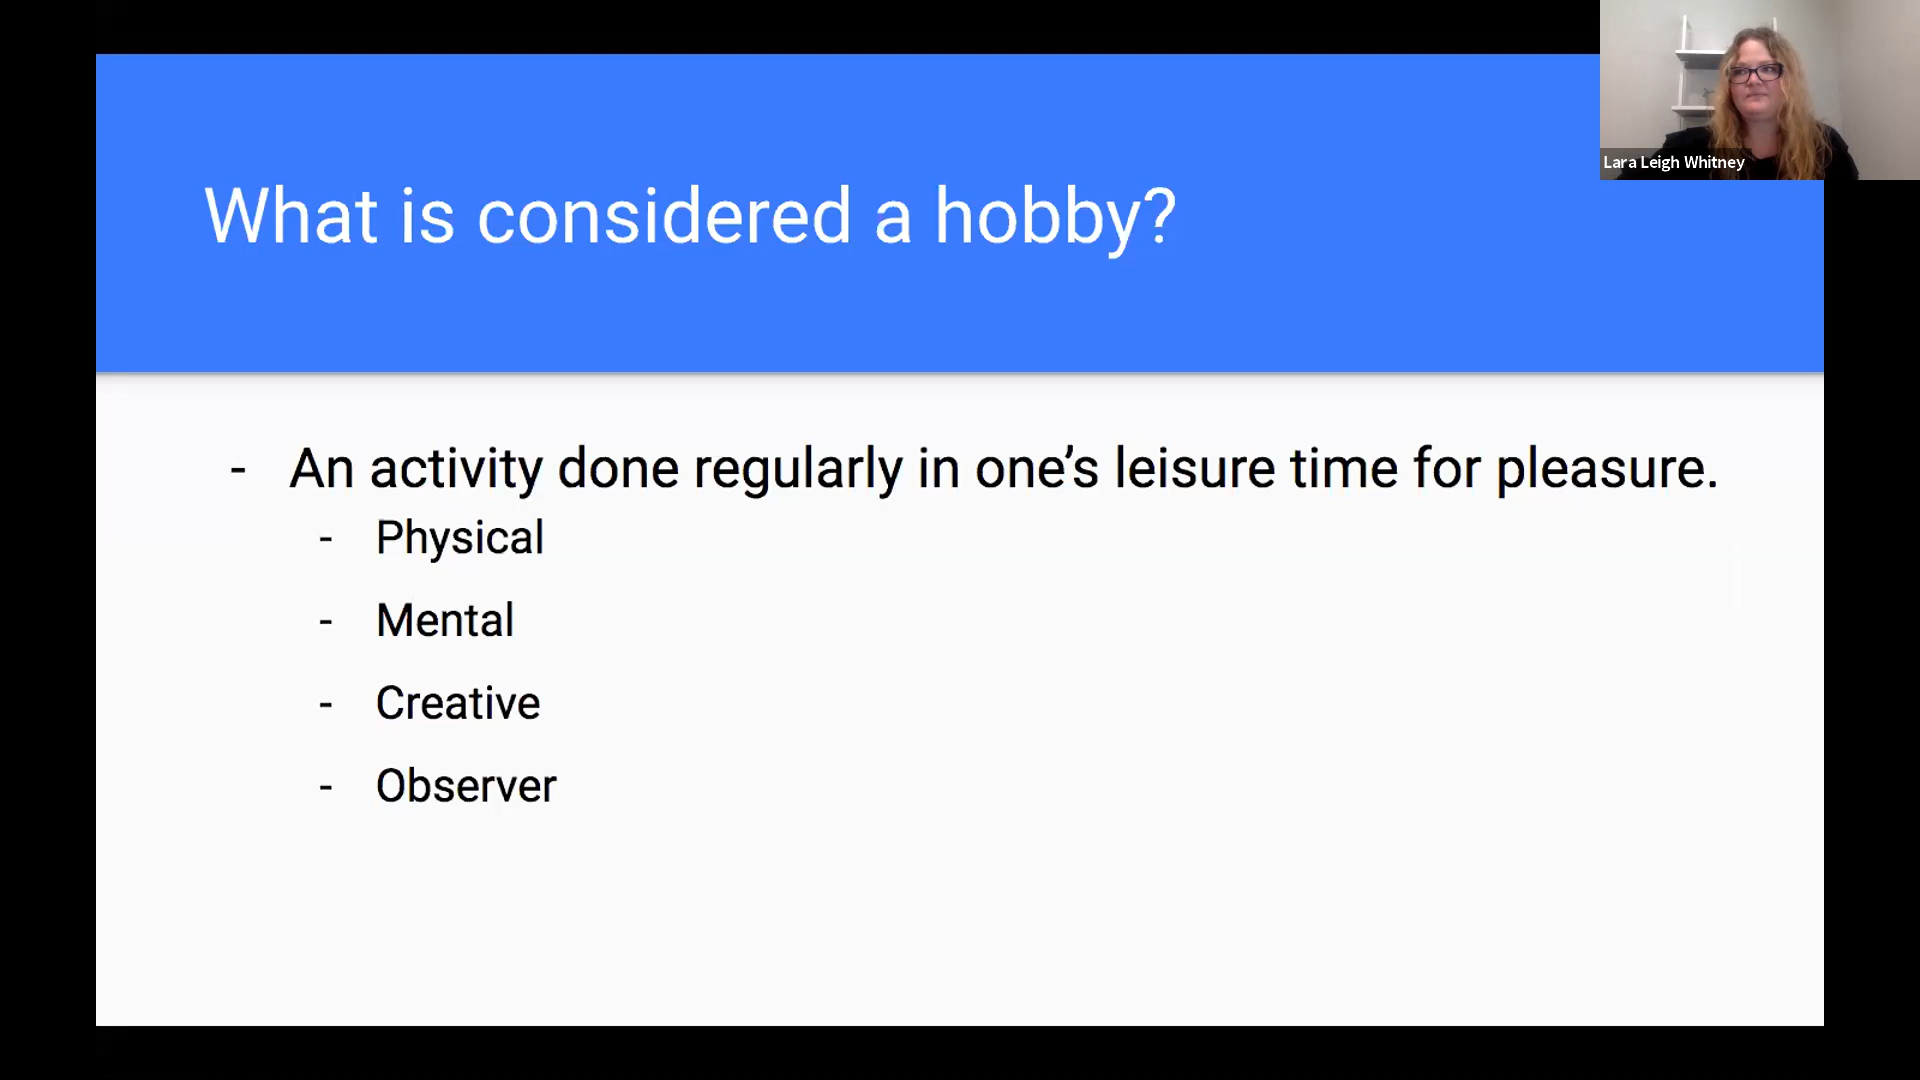 What is considered a hobby?
Lara Leigh Whitney
- An activity done regularly in one’s leisure time for pleasure.
- Physical
- Mental
- Creative
- Observer